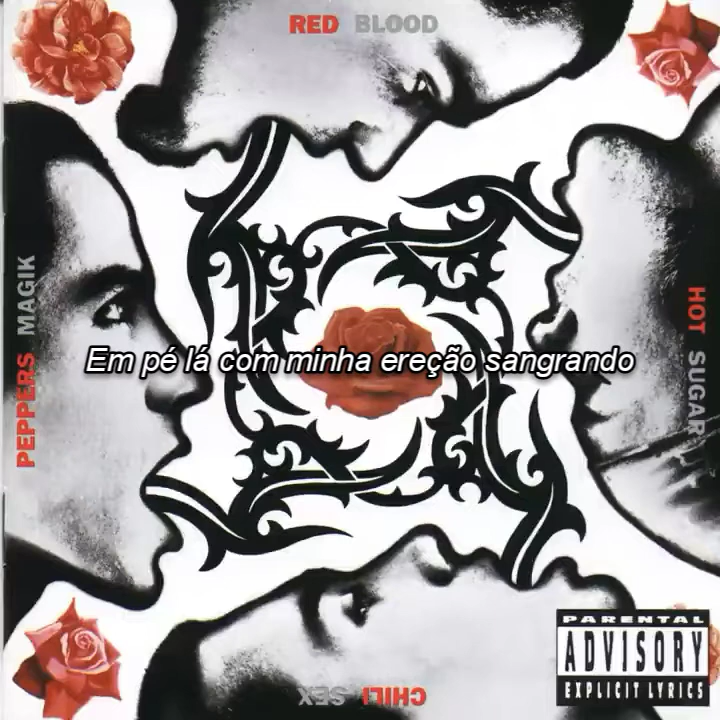 RED BLOOD
HOT SUGAR
PEPPERS MAGIK
Em pé lá com minha ereção sangrando
CHILI SEX
PARENTAL
ADVISORY
EXPLICIT LYRICS